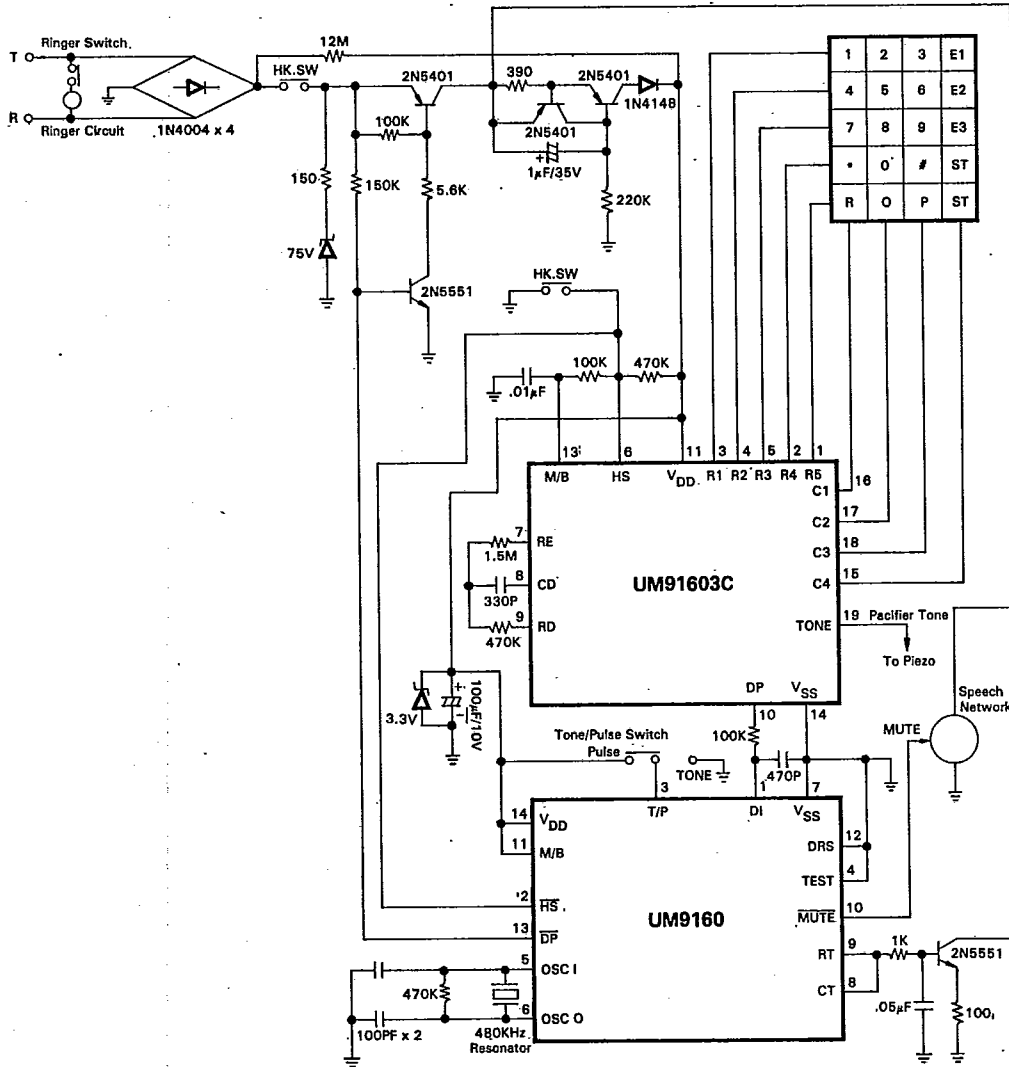 Ringer Switch.
T
R
Ringer Circuit
1N4004 x 4
HK.SW
12M
2N5401
390
2N5401
1N4148
2N5401
1µF/35V
100K
150
150K
5.6K
220K
75V
2N5551
HK.SW
1 2 3 E1
4 5 6 E2
7 8 9 E3
* 0 # ST
R O P ST
100K
470K
.01µF
13 6 11 3 4 5 2 1
M/B HS VDD R1 R2 R3 R4 R5
C1 16
C2 17
C3 18
C4 15
TONE 19 Pacifier Tone
To Piezo
7 RE
1.5M
8 CD
330P
9 RD
470K
UM91603C
DP VSS
10 14
3.3V
100µF/10V
100K
470P
Tone/Pulse Switch
Pulse
TONE
Speech
Network
MUTE
3 1 7
T/P DI VSS
14 VDD
11 M/B
DRS 12
TEST 4
MUTE 10
2 HS
13 DP
UM9160
RT 9
CT 8
1K
2N5551
.05µF
100
5 OSC I
6 OSC O
470K
100PF x 2
480KHz
Resonator